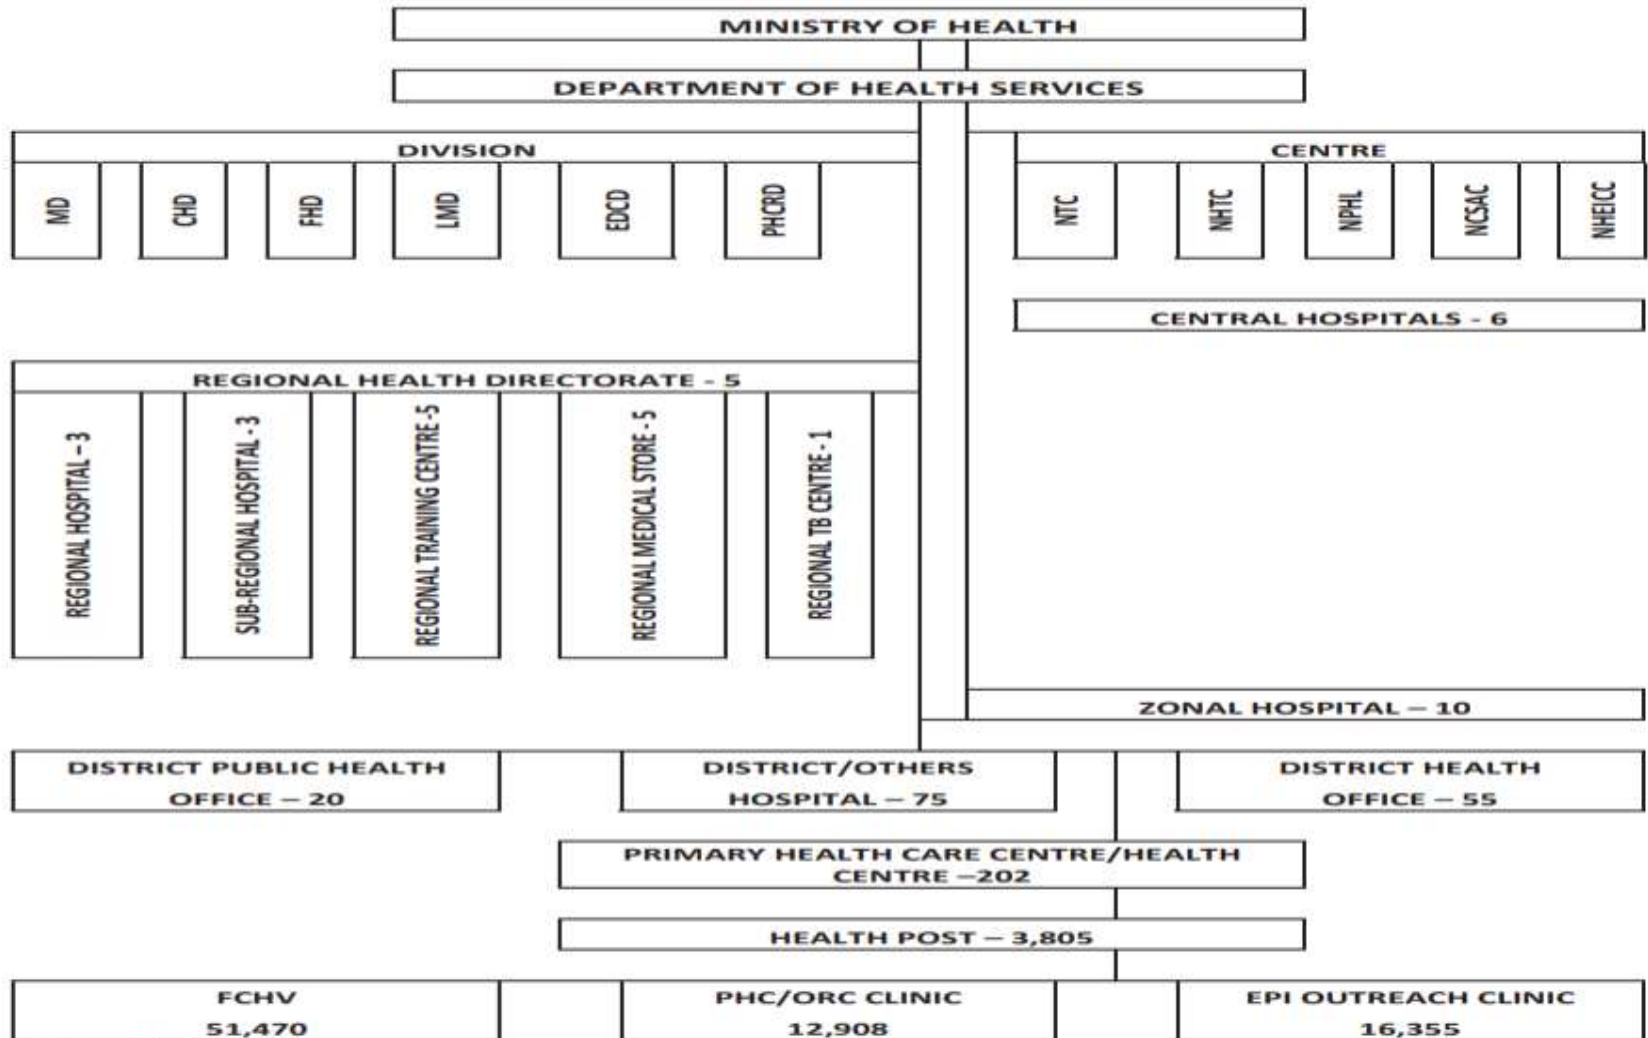 MINISTRY OF HEALTH
DEPARTMENT OF HEALTH SERVICES
DIVISION
MD
CHD
FHD
LMD
EDCD
PHCRD
CENTRE
NTC
NHTC
NPHL
NCSAC
NHEICC
CENTRAL HOSPITALS - 6
REGIONAL HEALTH DIRECTORATE - 5
REGIONAL HOSPITAL – 3
SUB-REGIONAL HOSPITAL - 3
REGIONAL TRAINING CENTRE -5
REGIONAL MEDICAL STORE - 5
REGIONAL TB CENTRE - 1
ZONAL HOSPITAL – 10
DISTRICT PUBLIC HEALTH
OFFICE – 20
DISTRICT/OTHERS
HOSPITAL – 75
DISTRICT HEALTH
OFFICE – 55
PRIMARY HEALTH CARE CENTRE/HEALTH
CENTRE –202
HEALTH POST – 3,805
FCHV
51,470
PHC/ORC CLINIC
12,908
EPI OUTREACH CLINIC
16,355